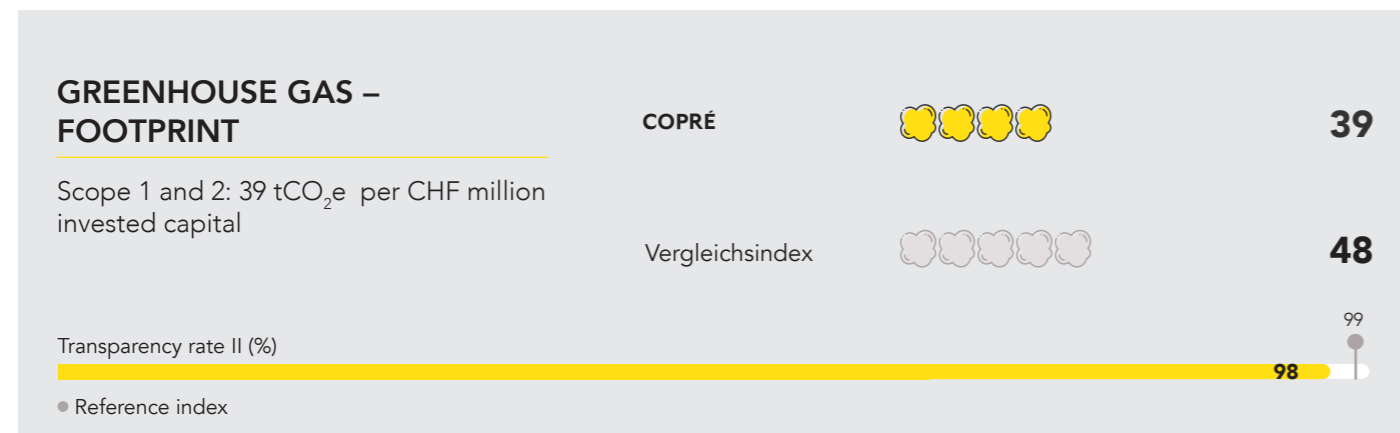 GREENHOUSE GAS –
FOOTPRINT
Scope 1 and 2: 39 tCO₂e per CHF million
invested capital
COPRÉ
39
Vergleichsindex
48
Transparency rate II (%)
99
98
Reference index